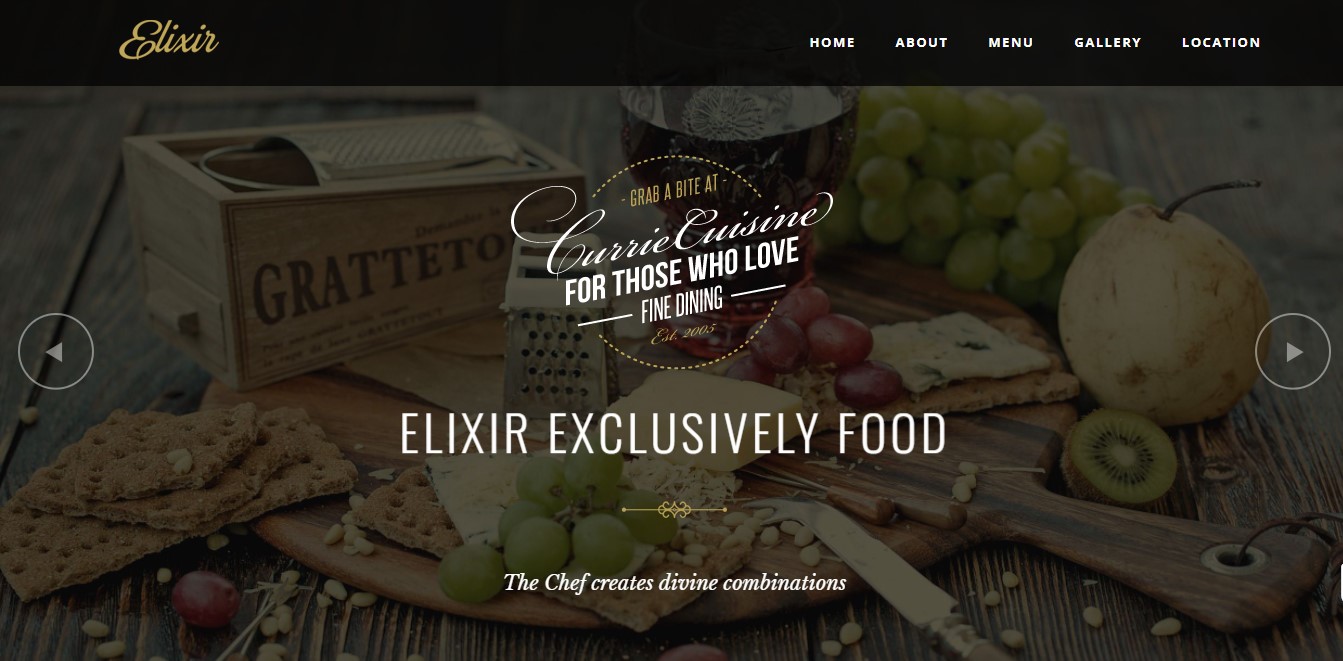 Elixir
HOME ABOUT MENU GALLERY LOCATION
- GRAB A BITE AT -
CurrieCuisine
FOR THOSE WHO LOVE
FINE DINING
Est. 2005
GRATTETO
ELIXIR EXCLUSIVELY FOOD
The Chef creates divine combinations